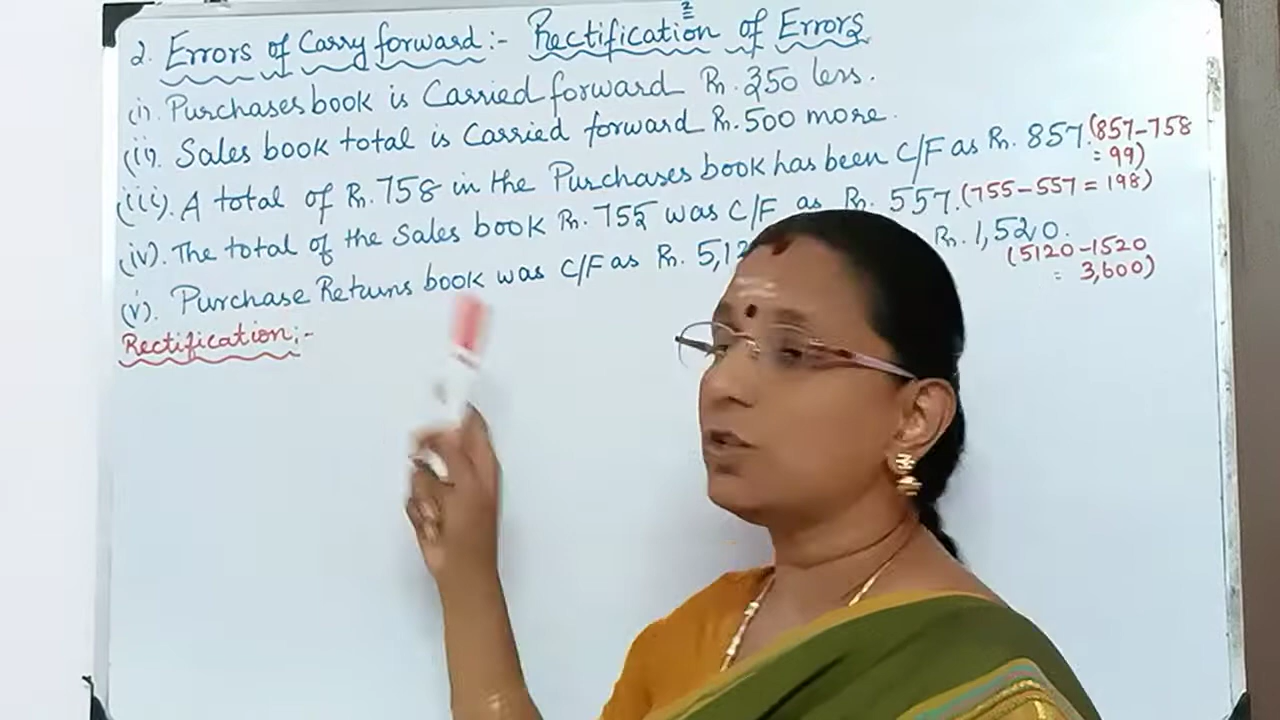 2. Errors of Carry forward:- Rectification of Errors
2
(i). Purchases book is Carried forward Rs. 350 less.
(ii). Sales book total is Carried forward Rs. 500 more.
(iii). A total of Rs. 758 in the Purchases book has been C/F as Rs. 857. (857-758 = 99)
(iv). The total of the Sales book Rs. 755 was C/F as Rs. 557. (755-557 = 198)
(v). Purchase Returns book was C/F as Rs. 5,12 Rs. 1,520.
(5120-1520
= 3,600)
Rectification:-